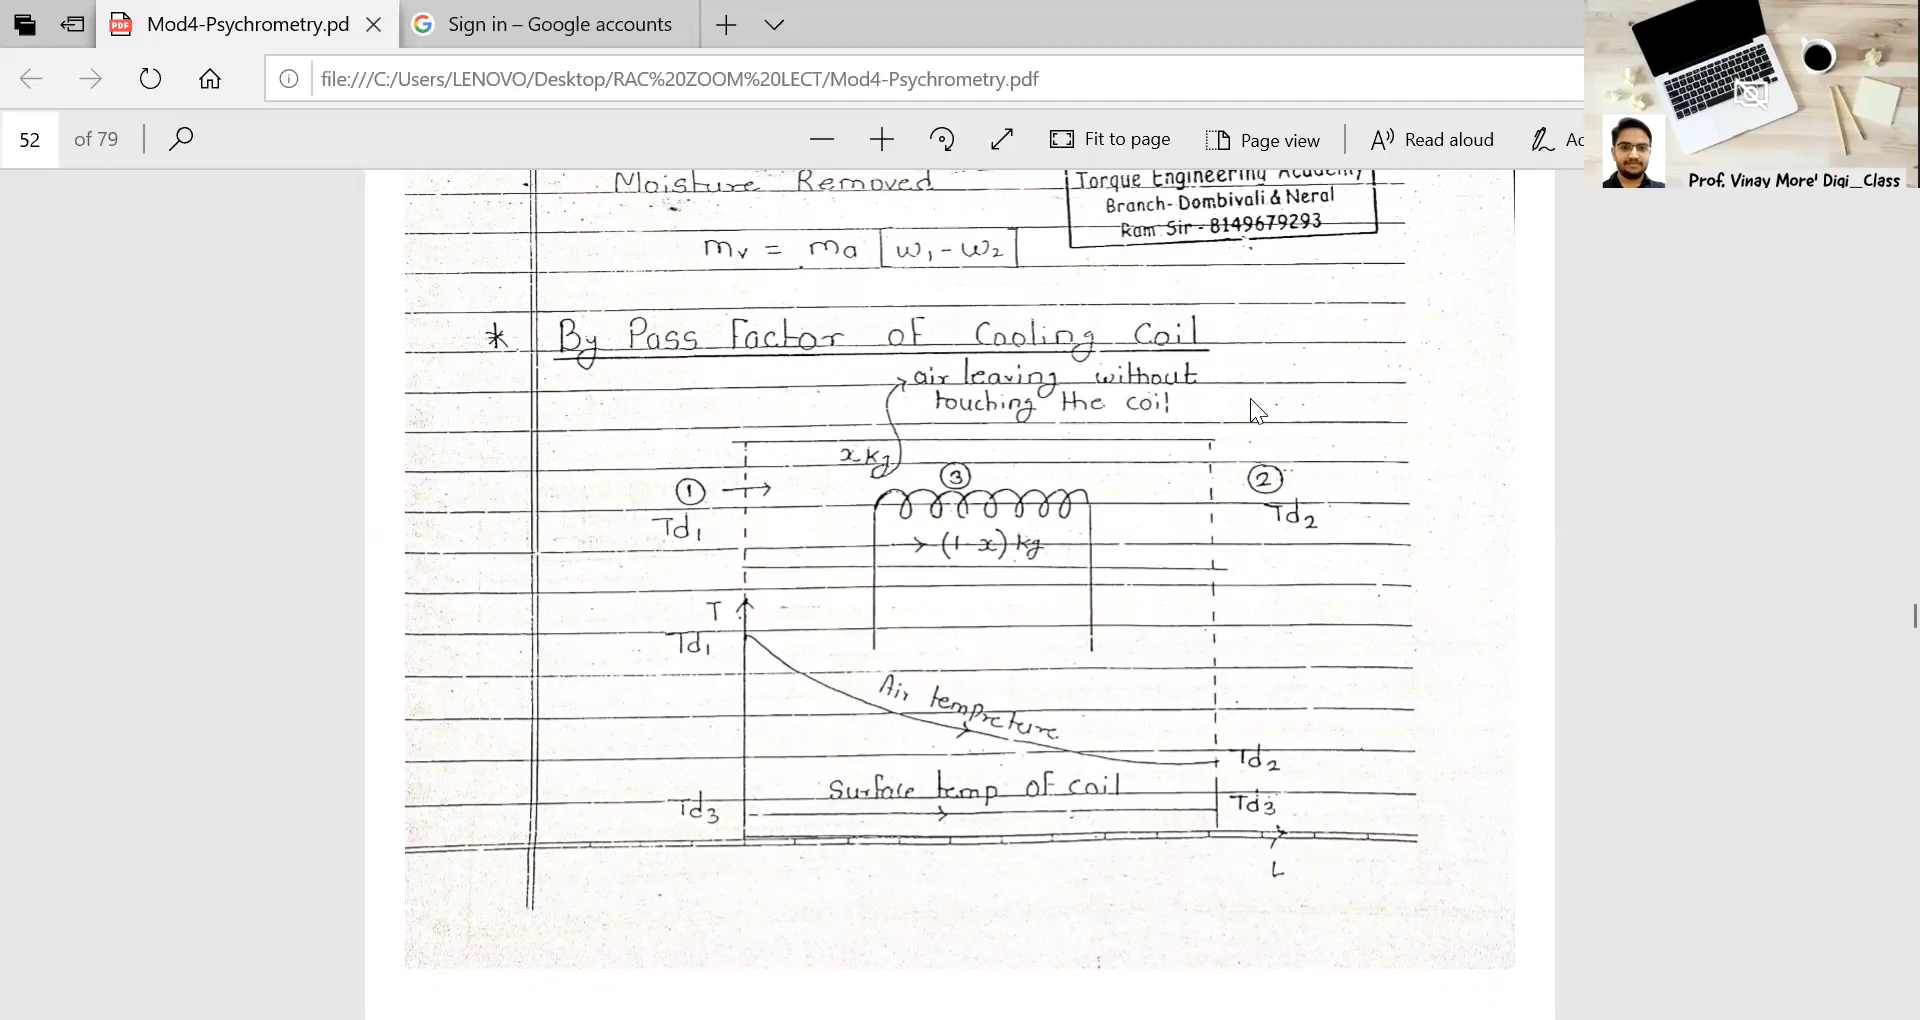 Mod4-Psychrometry.pd
Sign in – Google accounts
file:///C:/Users/LENOVO/Desktop/RAC%20ZOOM%20LECT/Mod4-Psychrometry.pdf
52 of 79
Fit to page
Page view
Read aloud
Prof. Vinay More' Digi_Class
Moisture Removed
Torque Engineering Academy
Branch- Dombivali & Neral
Ram Sir - 8149679293
mv = ma [w1 - w2]
* By Pass Factor of Cooling Coil
air leaving without
touching the coil
x kg
3
1
2
Td1
Td2
(1-x) kg
T
Td1
Air tempreture
Td2
Surface temp of coil
Td3
Td3
L